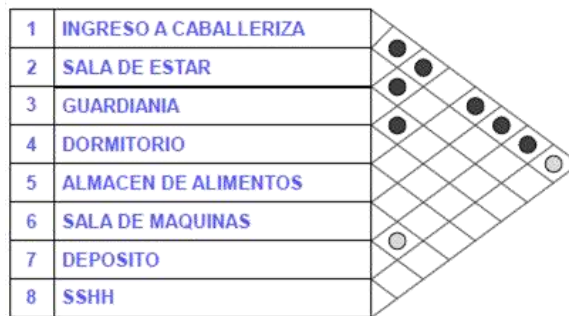 1 INGRESO A CABALLERIZA
2 SALA DE ESTAR
3 GUARDIANIA
4 DORMITORIO
5 ALMACEN DE ALIMENTOS
6 SALA DE MAQUINAS
7 DEPOSITO
8 SSHH